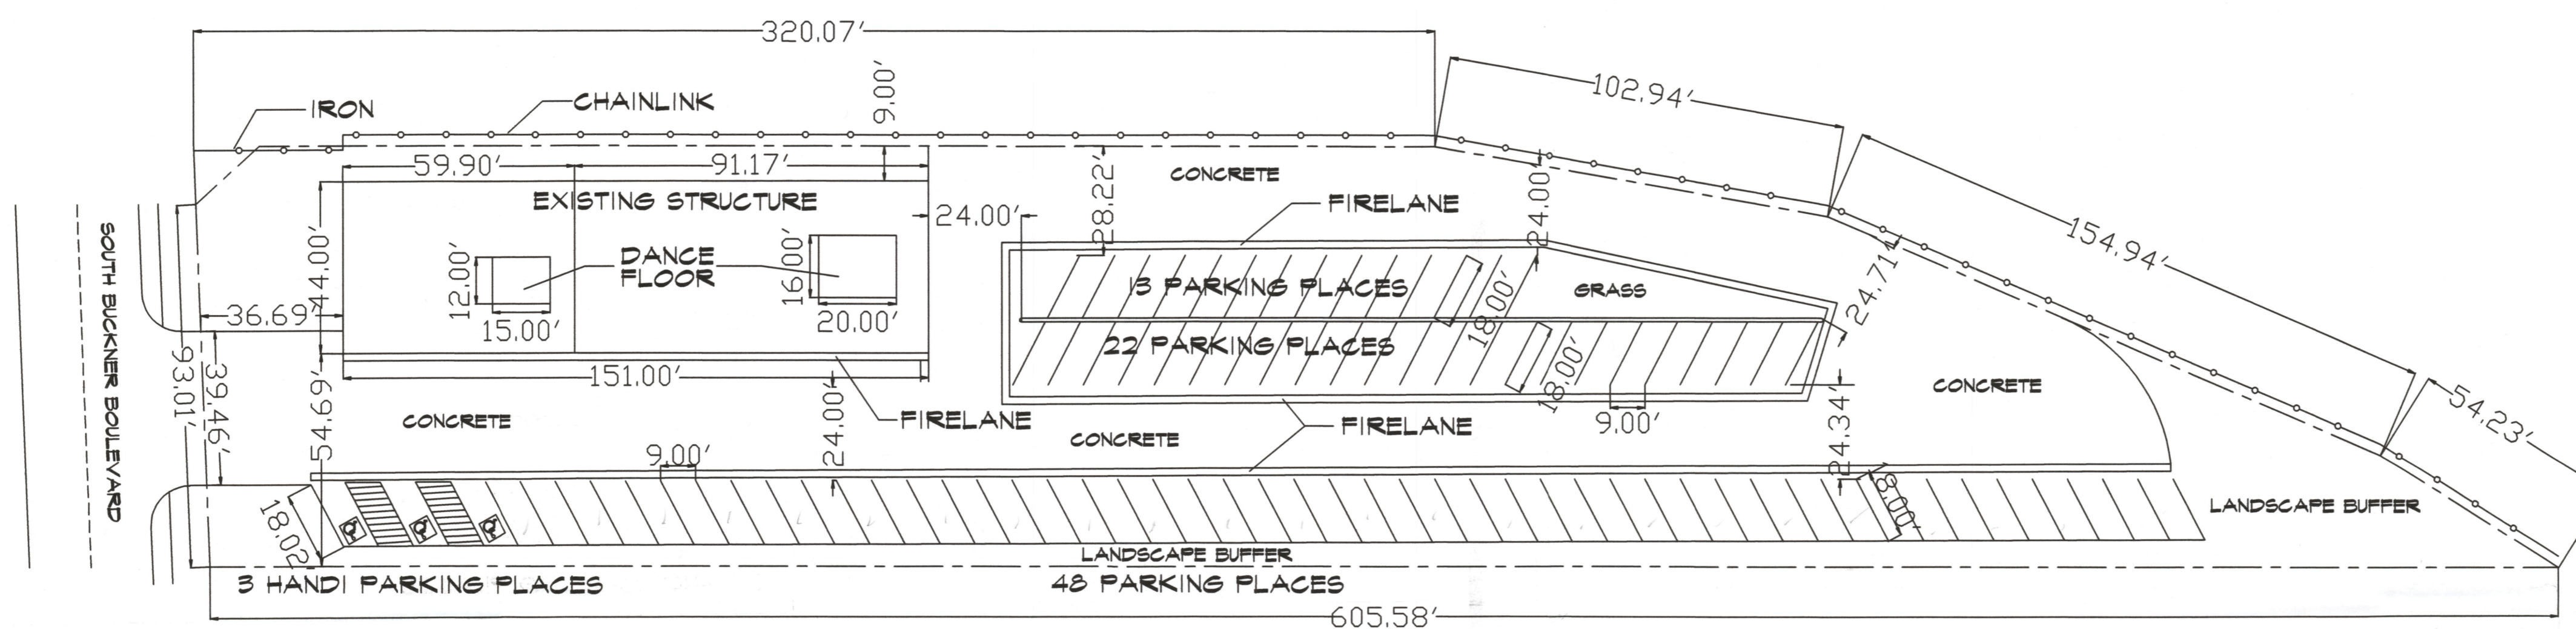 320.07'
102.94'
IRON
CHAINLINK
9.00'
154.94'
59.90'
91.17'
CONCRETE
EXISTING STRUCTURE
24.00'
28.22'
FIRELANE
24.00'
SOUTH BUCKNER BOULEVARD
44.00'
12.00'
DANCE
FLOOR
16.00'
13 PARKING PLACES
18.00'
GRASS
24.71'
36.69'
15.00'
20.00'
22 PARKING PLACES
18.00'
93.01'
39.46'
54.69'
151.00'
24.00'
CONCRETE
FIRELANE
CONCRETE
FIRELANE
9.00'
24.34'
CONCRETE
54.23'
9.00'
18.02'
LANDSCAPE BUFFER
8.00'
LANDSCAPE BUFFER
3 HANDI PARKING PLACES
48 PARKING PLACES
605.58'